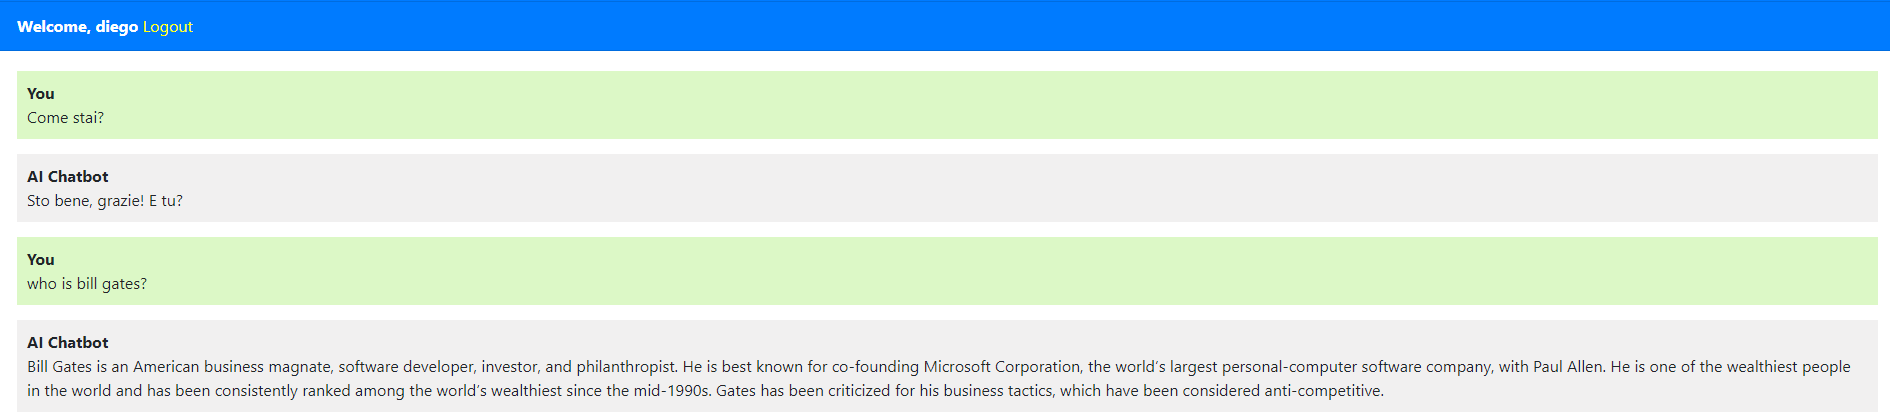 Welcome, diego Logout
You
Come stai?
AI Chatbot
Sto bene, grazie! E tu?
You
who is bill gates?
AI Chatbot
Bill Gates is an American business magnate, software developer, investor, and philanthropist. He is best known for co-founding Microsoft Corporation, the world’s largest personal-computer software company, with Paul Allen. He is one of the wealthiest people
in the world and has been consistently ranked among the world’s wealthiest since the mid-1990s. Gates has been criticized for his business tactics, which have been considered anti-competitive.